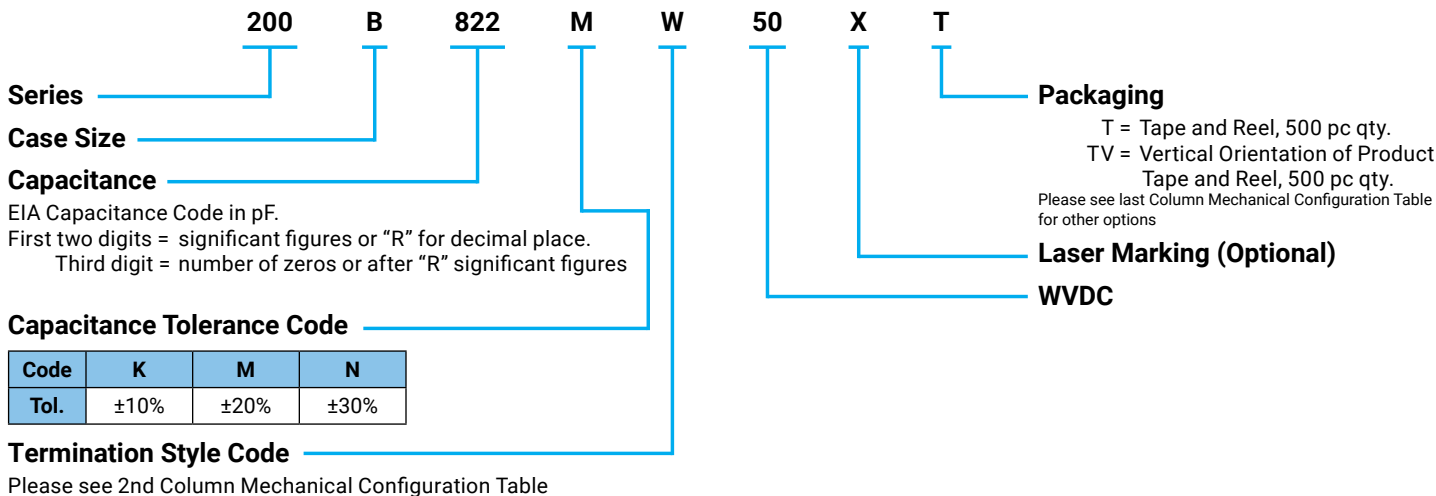 200 B 822 M W 50 X T
Series
Case Size
Capacitance
EIA Capacitance Code in pF.
First two digits = significant figures or “R” for decimal place.
Third digit = number of zeros or after “R” significant figures
Capacitance Tolerance Code
Code K M N
Tol. ±10% ±20% ±30%
Termination Style Code
Please see 2nd Column Mechanical Configuration Table
Packaging
T = Tape and Reel, 500 pc qty.
TV = Vertical Orientation of Product
Tape and Reel, 500 pc qty.
Please see last Column Mechanical Configuration Table
for other options
Laser Marking (Optional)
WVDC